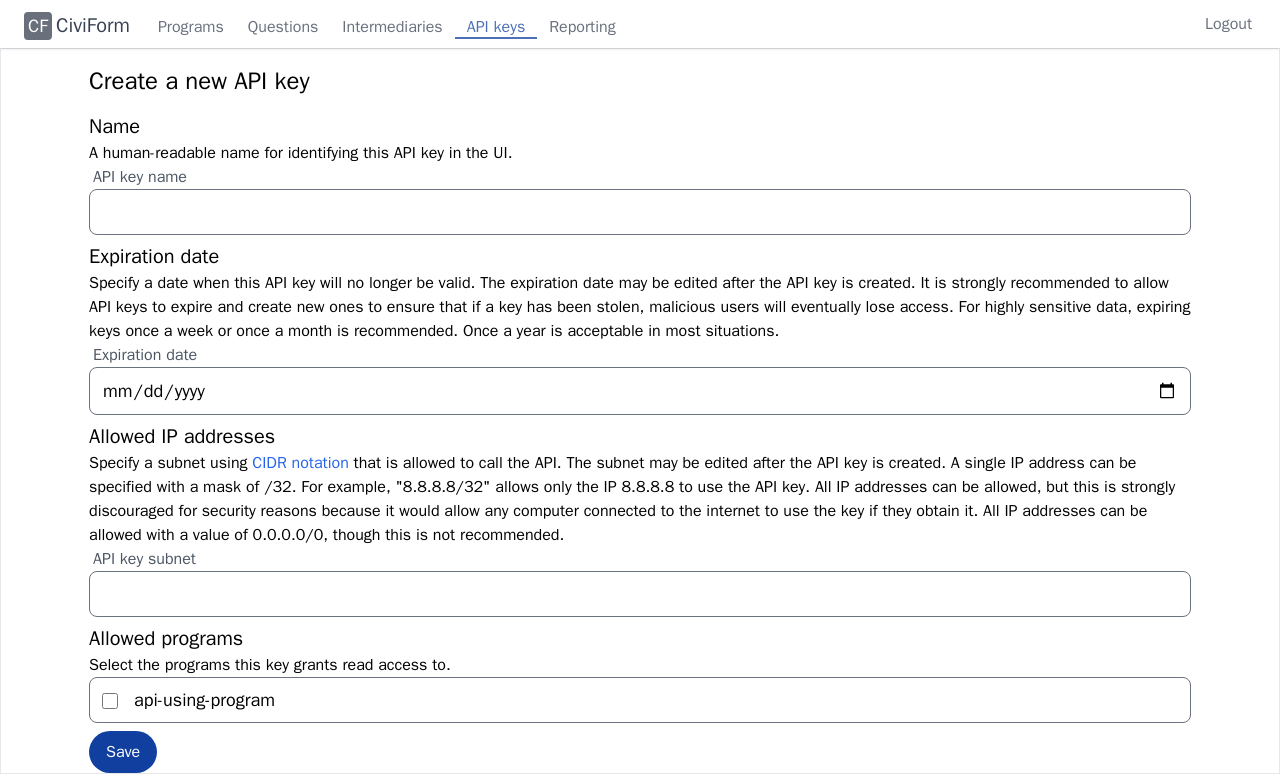 CF CiviForm Programs Questions Intermediaries API keys Reporting Logout
Create a new API key
Name
A human-readable name for identifying this API key in the UI.
API key name
Expiration date
Specify a date when this API key will no longer be valid. The expiration date may be edited after the API key is created. It is strongly recommended to allow
API keys to expire and create new ones to ensure that if a key has been stolen, malicious users will eventually lose access. For highly sensitive data, expiring
keys once a week or once a month is recommended. Once a year is acceptable in most situations.
Expiration date
mm/dd/yyyy
Allowed IP addresses
Specify a subnet using CIDR notation that is allowed to call the API. The subnet may be edited after the API key is created. A single IP address can be
specified with a mask of /32. For example, "8.8.8.8/32" allows only the IP 8.8.8.8 to use the API key. All IP addresses can be allowed, but this is strongly
discouraged for security reasons because it would allow any computer connected to the internet to use the key if they obtain it. All IP addresses can be
allowed with a value of 0.0.0.0/0, though this is not recommended.
API key subnet
Allowed programs
Select the programs this key grants read access to.
api-using-program
Save